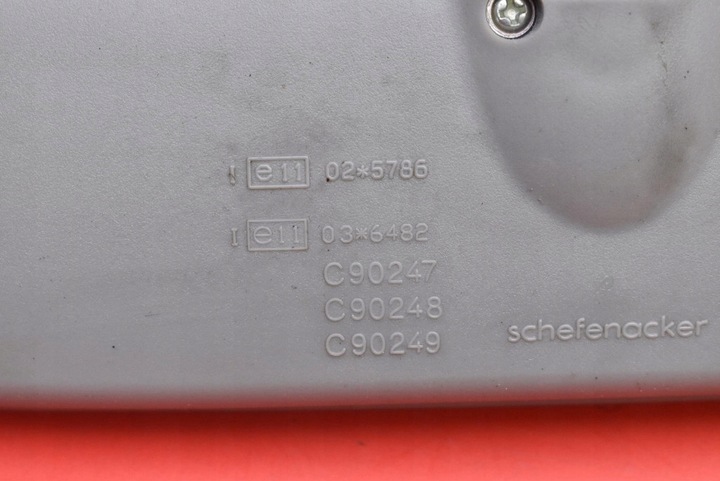 I e11 02*5786
I e11 03*6482
C90247
C90248
C90249
schefenacker